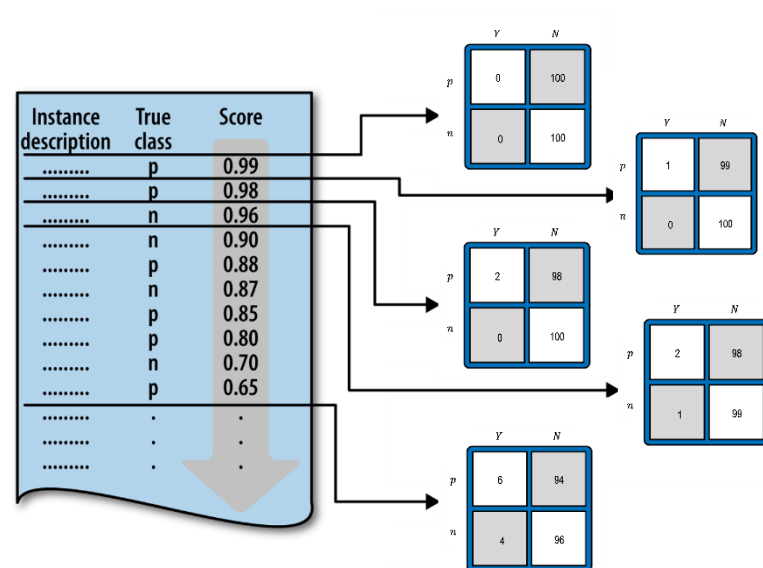 Instance description True class Score
......... p 0.99
......... p 0.98
......... n 0.96
......... n 0.90
......... p 0.88
......... n 0.87
......... p 0.85
......... p 0.80
......... n 0.70
......... p 0.65
......... . .
......... . .
......... . .
Y N
p 0 100
n 0 100
Y N
p 1 99
n 0 100
Y N
p 2 98
n 0 100
Y N
p 2 98
n 1 99
Y N
p 6 94
n 4 96